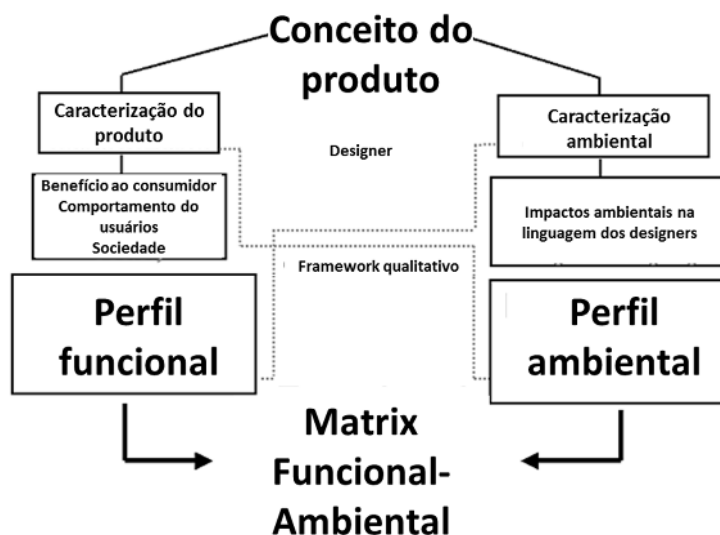 Conceito do
produto
Caracterização do
produto
Caracterização
ambiental
Designer
Benefício ao consumidor
Comportamento do
usuários
Sociedade
Impactos ambientais na
linguagem dos designers
Framework qualitativo
Perfil
funcional
Perfil
ambiental
Matrix
Funcional-
Ambiental